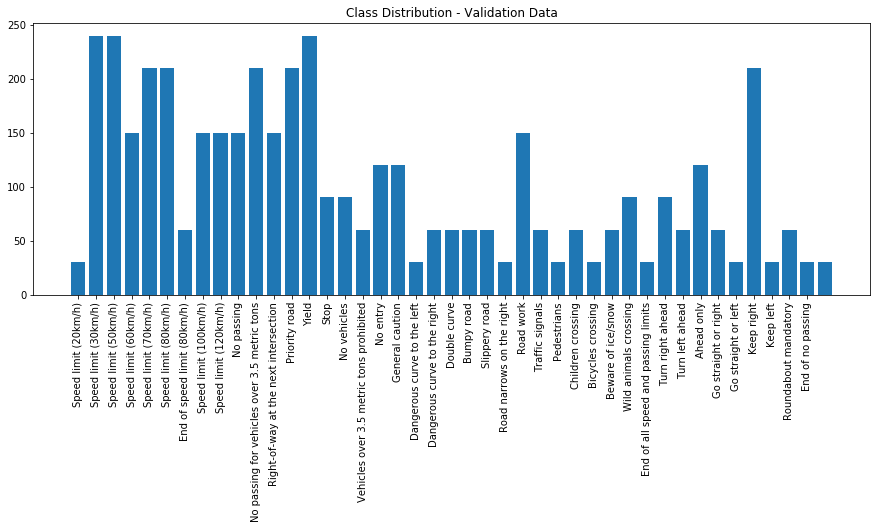 Class Distribution - Validation Data
250
200
150
100
50
0
Speed limit (20km/h)
Speed limit (30km/h)
Speed limit (50km/h)
Speed limit (60km/h)
Speed limit (70km/h)
Speed limit (80km/h)
End of speed limit (80km/h)
Speed limit (100km/h)
Speed limit (120km/h)
No passing
No passing for vehicles over 3.5 metric tons
Right-of-way at the next intersection
Priority road
Yield
Stop
No vehicles
Vehicles over 3.5 metric tons prohibited
No entry
General caution
Dangerous curve to the left
Dangerous curve to the right
Double curve
Bumpy road
Slippery road
Road narrows on the right
Road work
Traffic signals
Pedestrians
Children crossing
Bicycles crossing
Beware of ice/snow
Wild animals crossing
End of all speed and passing limits
Turn right ahead
Turn left ahead
Ahead only
Go straight or right
Go straight or left
Keep right
Keep left
Roundabout mandatory
End of no passing